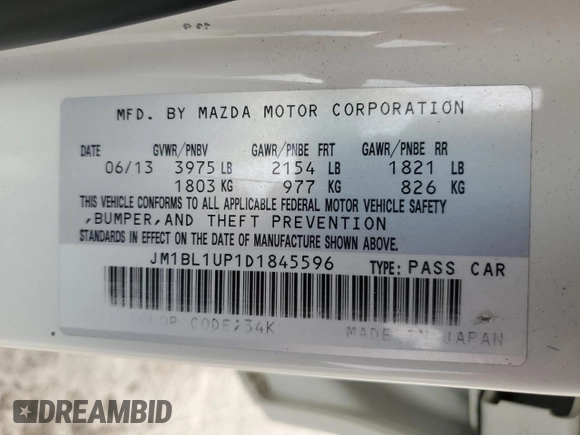 MFD. BY MAZDA MOTOR CORPORATION
DATE GVWR/PNBV GAWR/PNBE FRT GAWR/PNBE RR
06/13 3975 LB 2154 LB 1821 LB
1803 KG 977 KG 826 KG
THIS VEHICLE CONFORMS TO ALL APPLICABLE FEDERAL MOTOR VEHICLE SAFETY
,BUMPER,AND THEFT PREVENTION
STANDARDS IN EFFECT ON THE DATE OF MANUFACTURE SHOWN ABOVE.
JM1BL1UP1D1845596 TYPE: PASS CAR
COLOR CODE;34K MADE IN JAPAN
DREAMBID